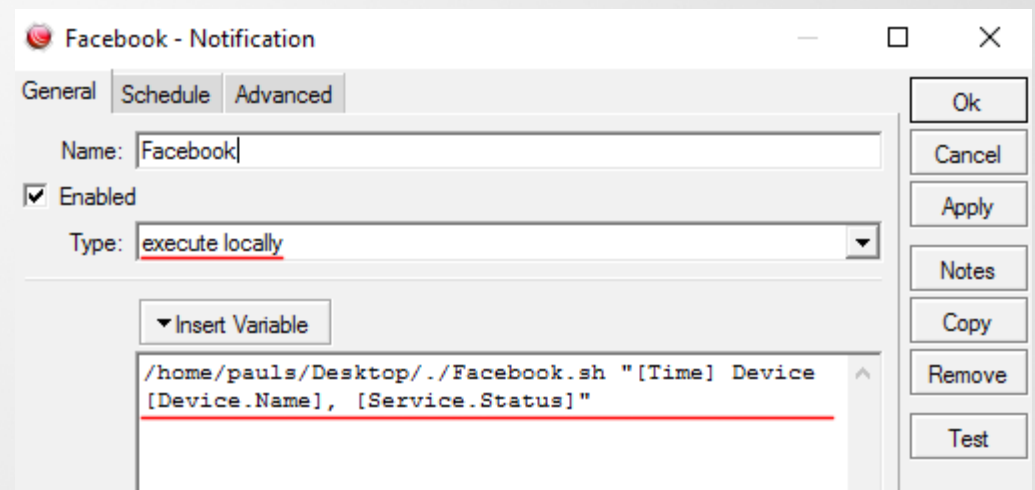 Facebook - Notification
General Schedule Advanced
Ok
Name: Facebook
Cancel
Enabled
Apply
Type: execute locally
Notes
Insert Variable
Copy
/home/pauls/Desktop/./Facebook.sh "[Time] Device
[Device.Name], [Service.Status]"
Remove
Test